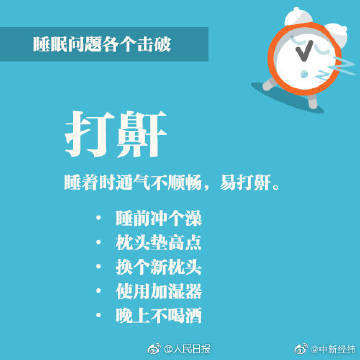 睡眠问题各个击破
打鼾
睡着时通气不顺畅，易打鼾。
• 睡前冲个澡
• 枕头垫高点
• 换个新枕头
• 使用加湿器
• 晚上不喝酒
@人民日报
@中新经纬